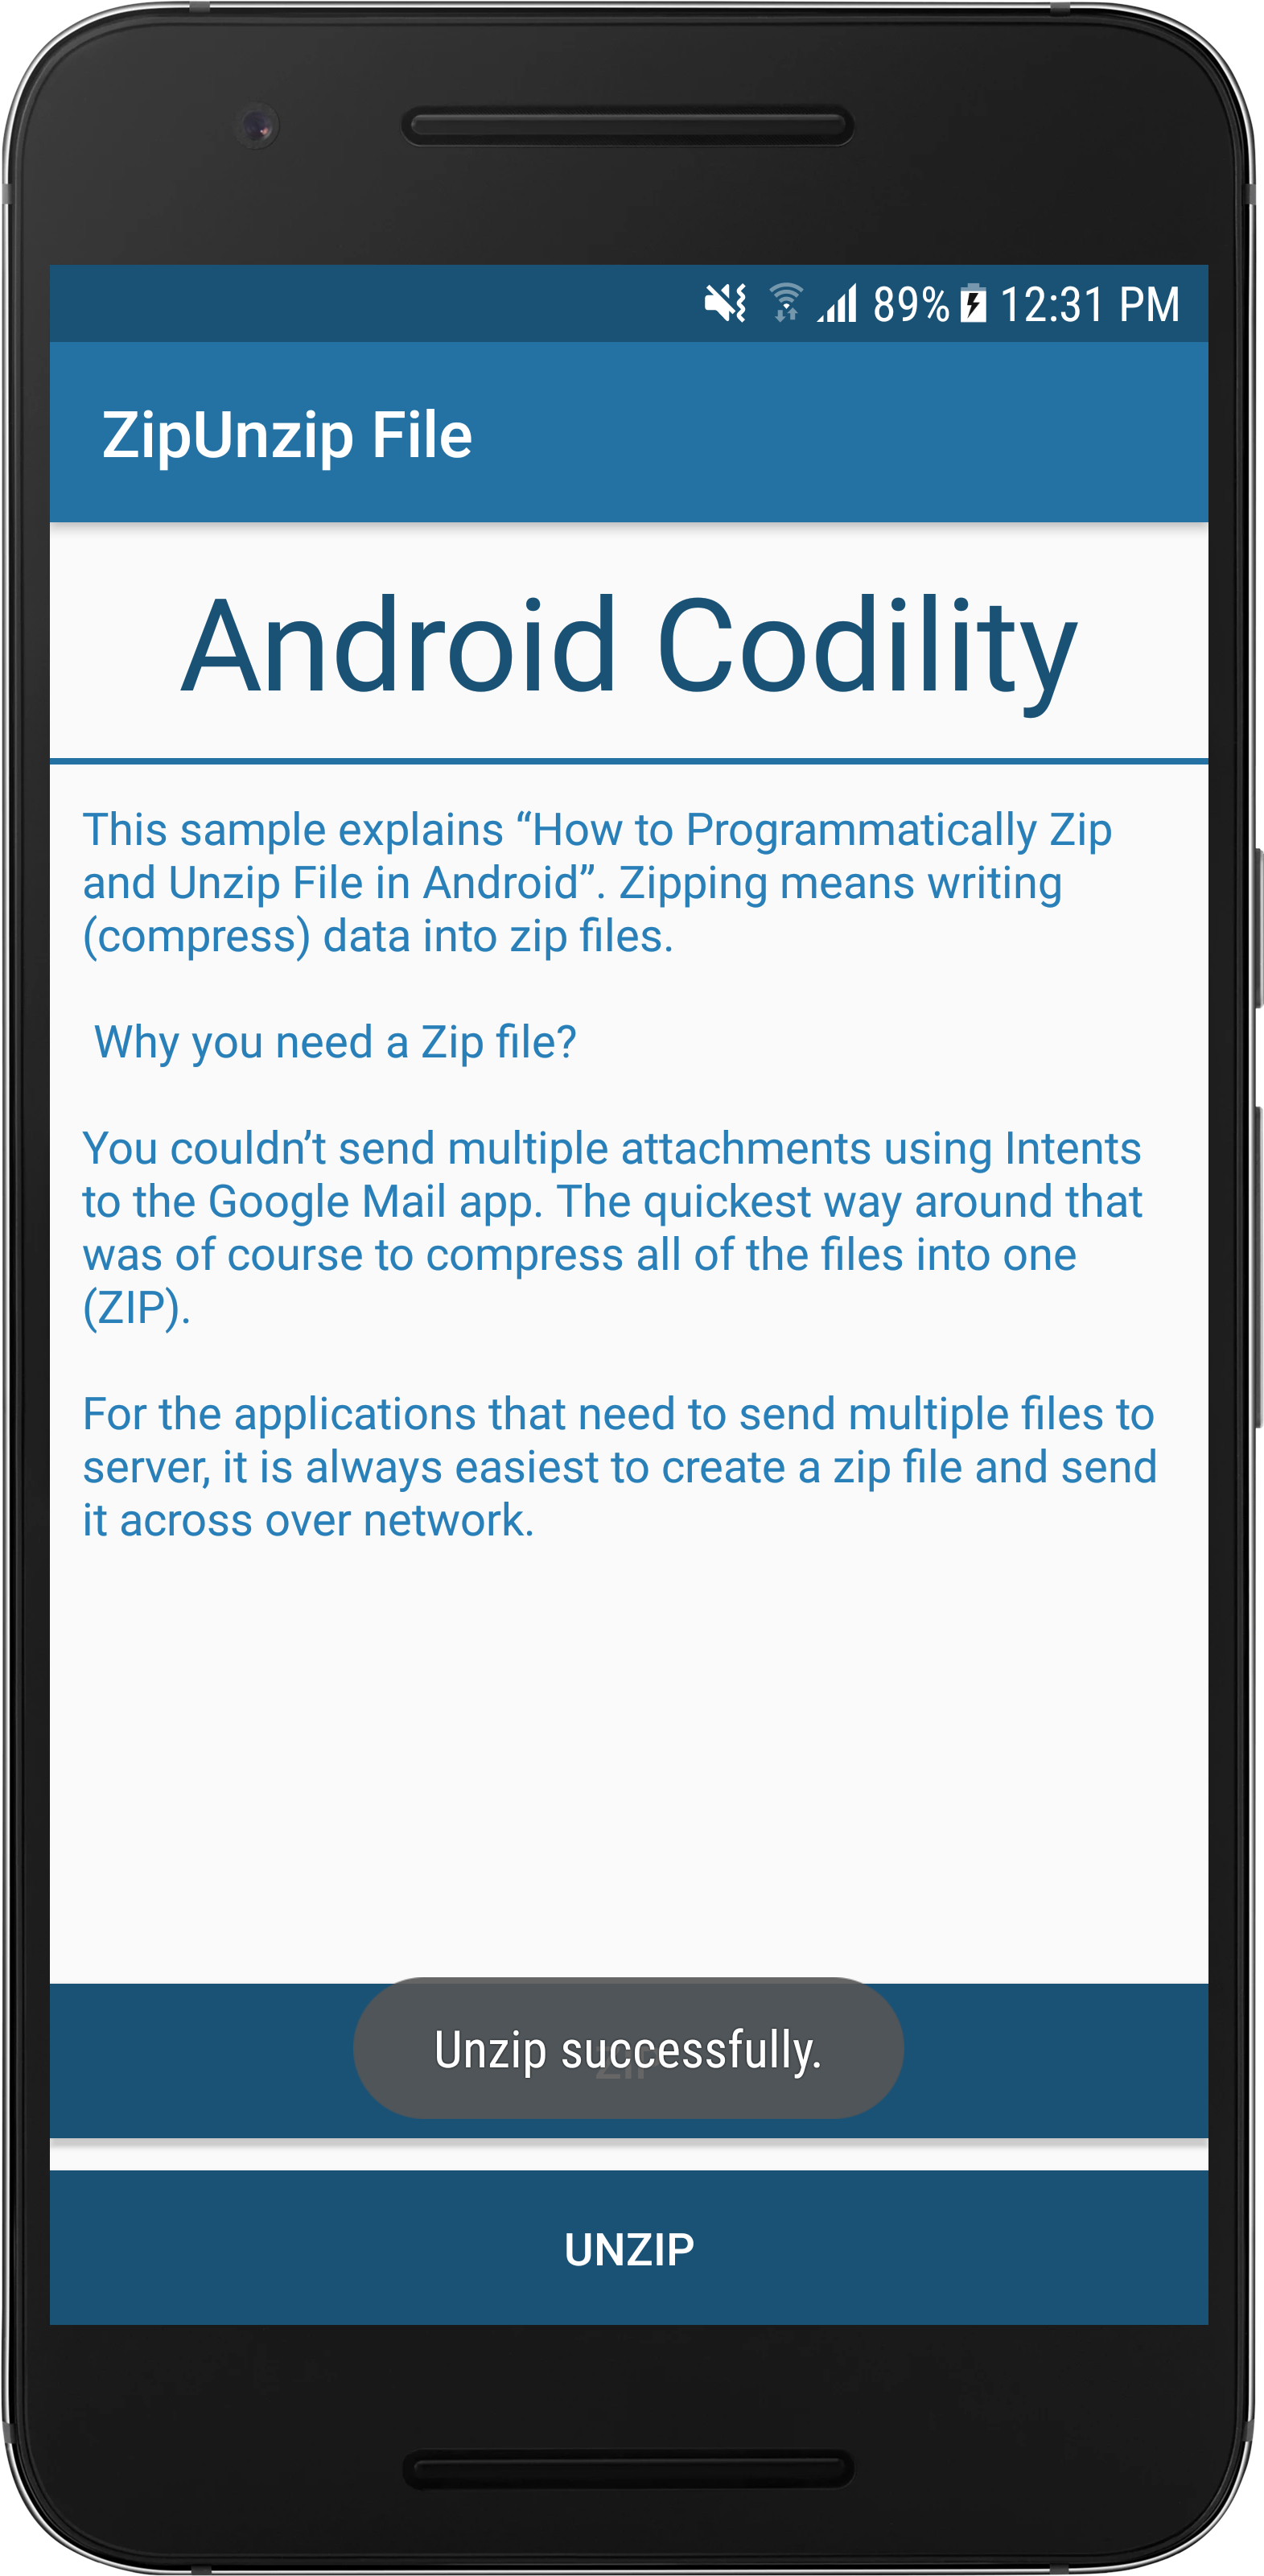 89% 12:31 PM
ZipUnzip File
Android Codility
This sample explains “How to Programmatically Zip
and Unzip File in Android”. Zipping means writing
(compress) data into zip files.
Why you need a Zip file?
You couldn’t send multiple attachments using Intents
to the Google Mail app. The quickest way around that
was of course to compress all of the files into one
(ZIP).
For the applications that need to send multiple files to
server, it is always easiest to create a zip file and send
it across over network.
Unzip successfully.
ZIP
UNZIP